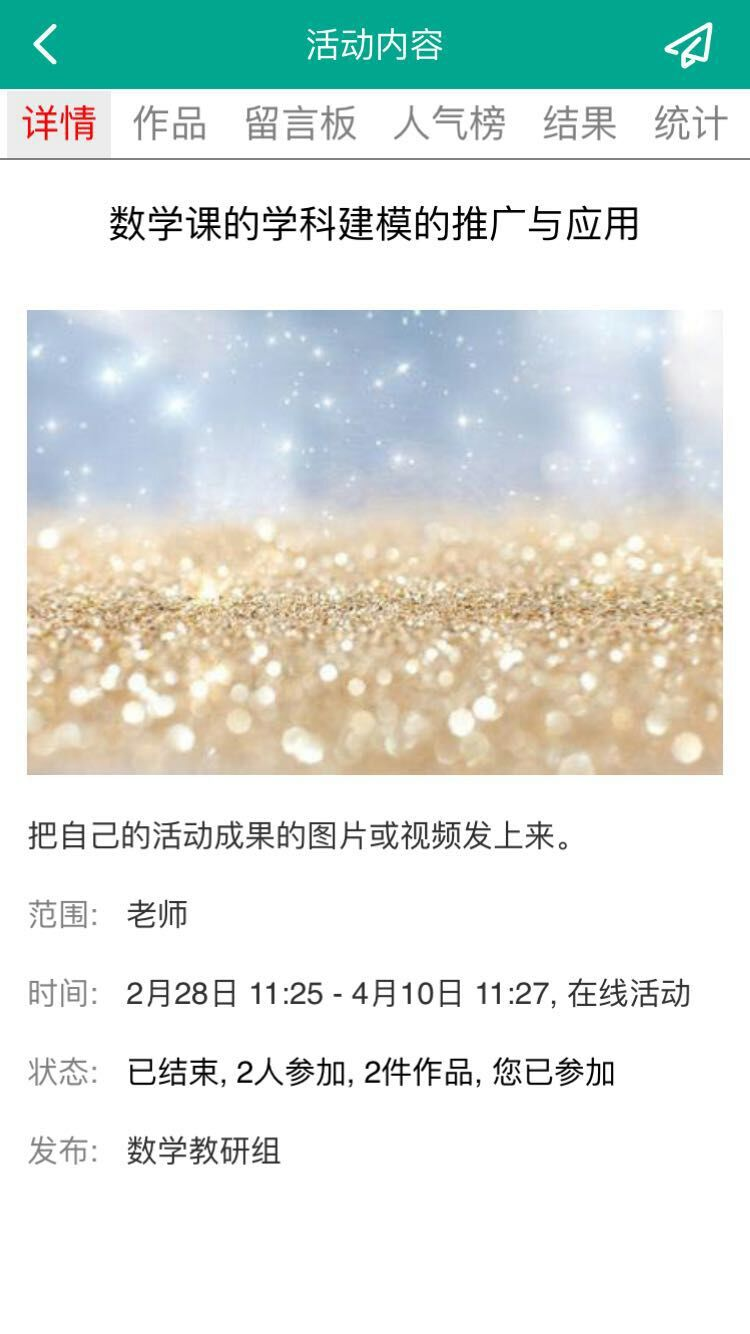 活动内容
详情 作品 留言板 人气榜 结果 统计
数学课的学科建模的推广与应用
把自己的活动成果的图片或视频发上来。
范围: 老师
时间: 2月28日 11:25 - 4月10日 11:27, 在线活动
状态: 已结束, 2人参加, 2件作品, 您已参加
发布: 数学教研组